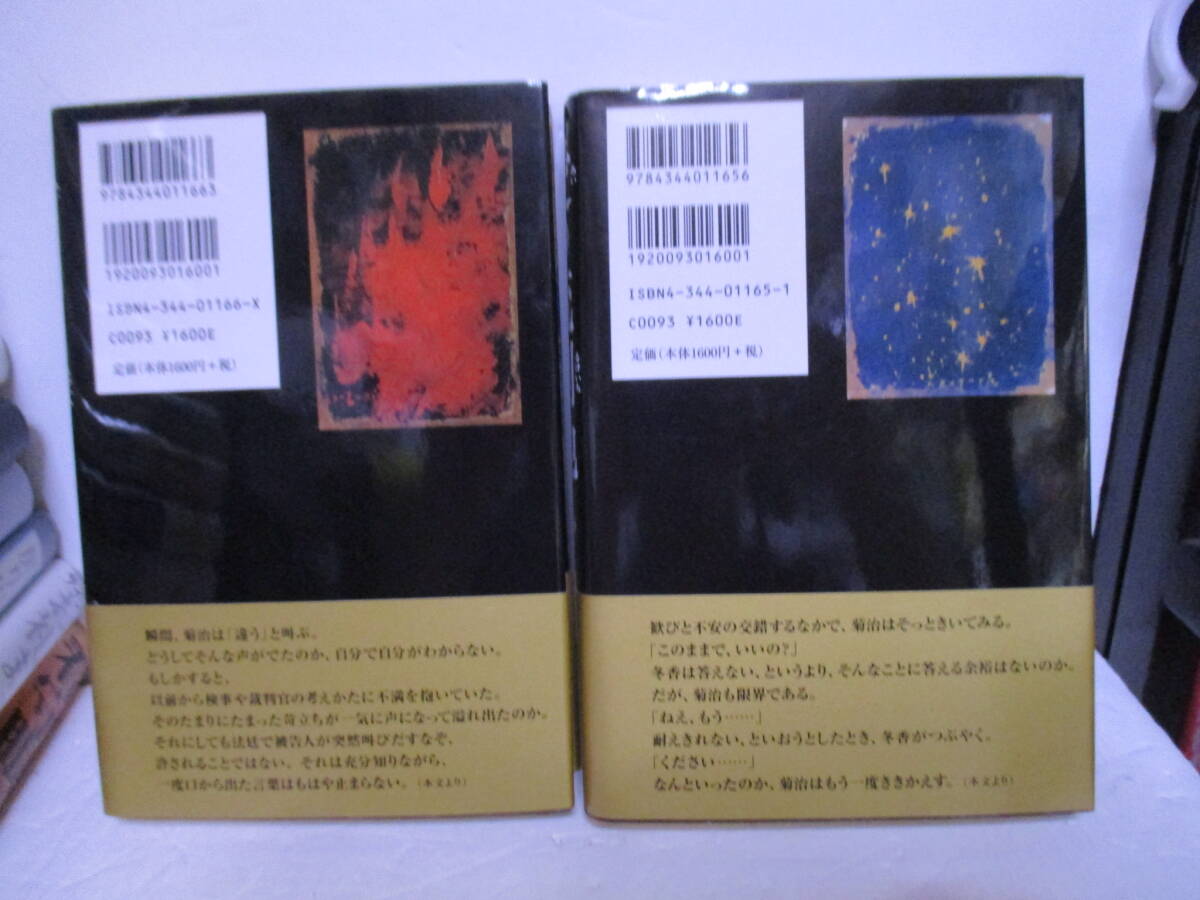 9784344011663
1920093016001
ISBN4-344-01166-X
C0093 ¥1600E
定価(本体1600円+税)
瞬間、菊治は「違う」と叫ぶ。
どうしてそんな声がでたのか、自分で自分がわからない。
もしかすると、
以前から検事や裁判官の考えかたに不満を抱いていた。
そのたまりにたまった苛立ちが一気に声になって溢れ出たのか。
それにしても法廷で被告人が突然叫びだすなぞ、
許されることではない。それは充分知りながら、
一度口から出た言葉はもはや止まらない。(本文より)
9784344011656
1920093016001
ISBN4-344-01165-1
C0093 ¥1600E
定価(本体1600円+税)
歓びと不安の交錯するなかで、菊治はそっときいてみる。
「このままで、いいの?」
冬香は答えない、というより、そんなことに答える余裕はないのか。
だが、菊治も限界である。
「ねえ、もう……」
耐えきれない、といおうとしたとき、冬香がつぶやく。
「ください……」
なんといったのか、菊治はもう一度ききかえす。(本文より)